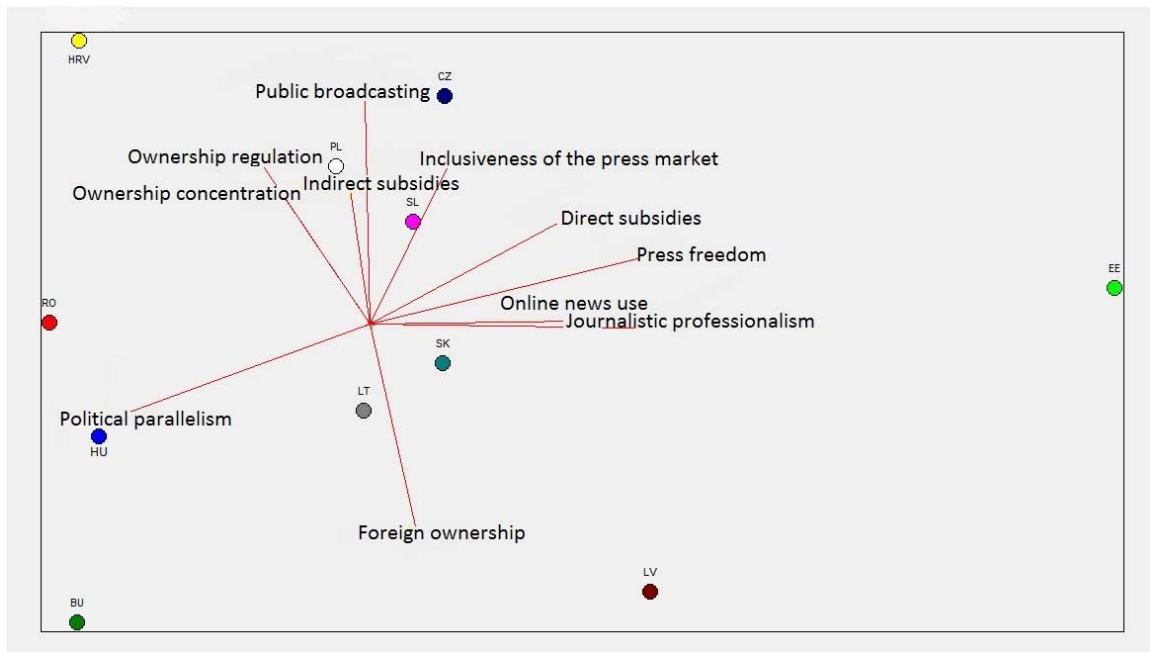 HRV
CZ
Public broadcasting
PL
Ownership regulation
Inclusiveness of the press market
Indirect subsidies
Ownership concentration
SL
Direct subsidies
Press freedom
EE
RO
Online news use
Journalistic professionalism
SK
LT
Political parallelism
HU
Foreign ownership
LV
BU